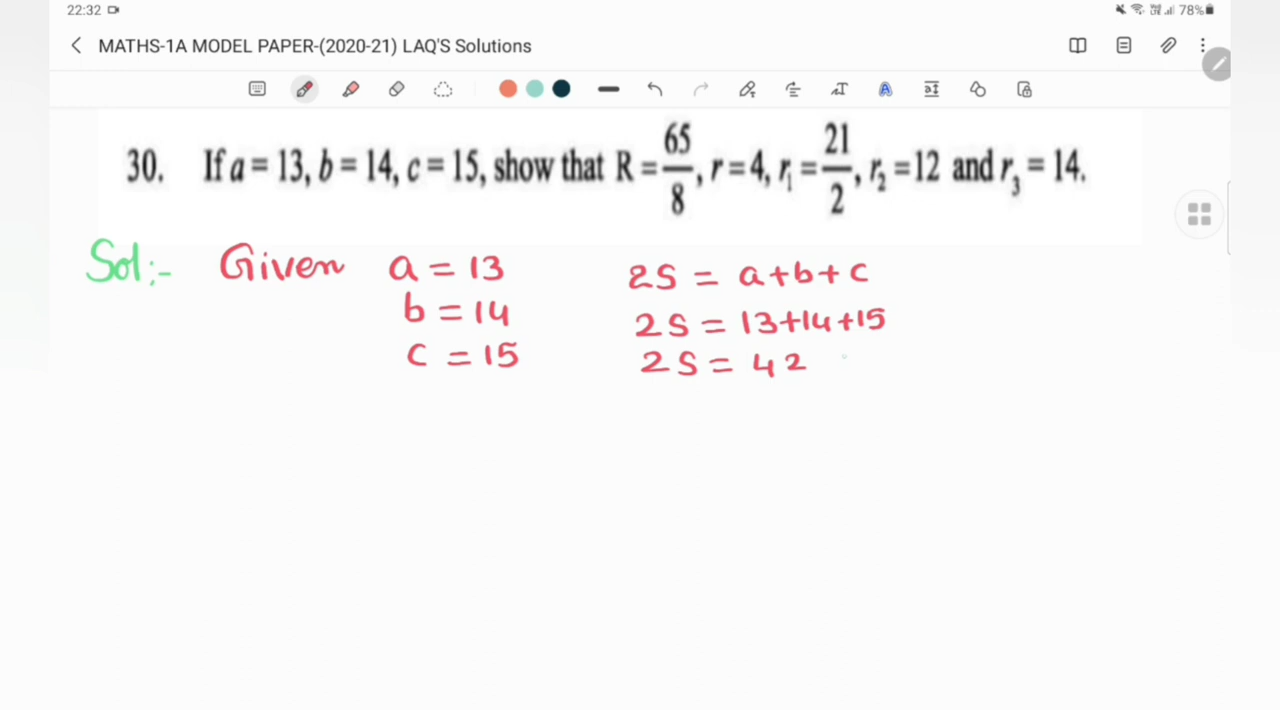 22:32 78%
MATHS-1A MODEL PAPER-(2020-21) LAQ'S Solutions
30. If a = 13, b = 14, c = 15, show that R = 65/8, r = 4, r₁ = 21/2, r₂ = 12 and r₃ = 14.
Sol:- Given a = 13 2S = a+b+c
b = 14 2S = 13+14+15
c = 15 2S = 42